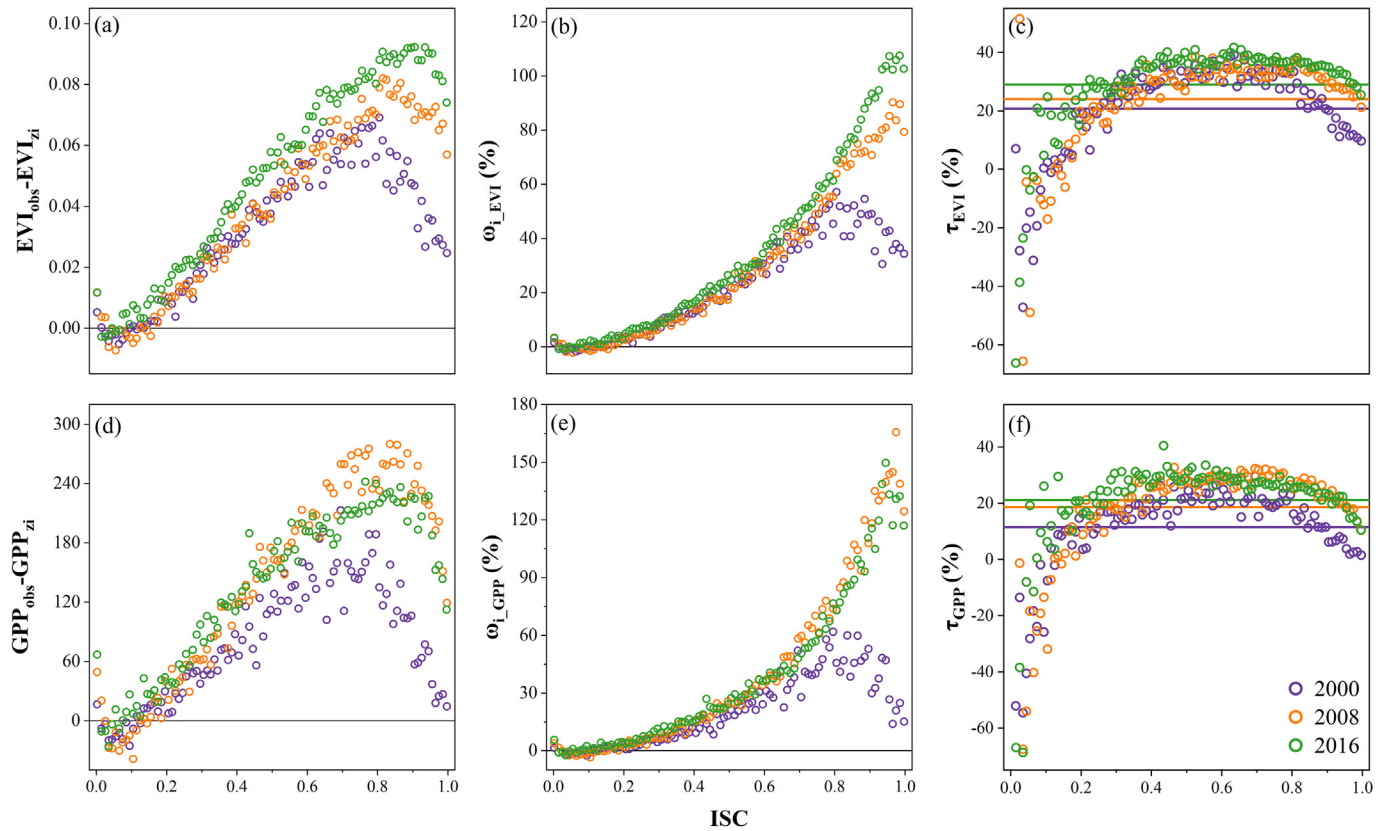 (a)
0.10
0.08
0.06
0.04
0.02
0.00
EVIobs-EVIzi
(b)
120
100
80
60
40
20
0
ωi_EVI (%)
(c)
40
20
0
-20
-40
-60
τEVI (%)
(d)
300
240
180
120
60
0
GPPobs-GPPzi
0.0 0.2 0.4 0.6 0.8 1.0
(e)
180
150
120
90
60
30
0
ωi_GPP (%)
0.0 0.2 0.4 0.6 0.8 1.0
(f)
40
20
0
-20
-40
-60
τGPP (%)
2000
2008
2016
0.0 0.2 0.4 0.6 0.8 1.0
ISC